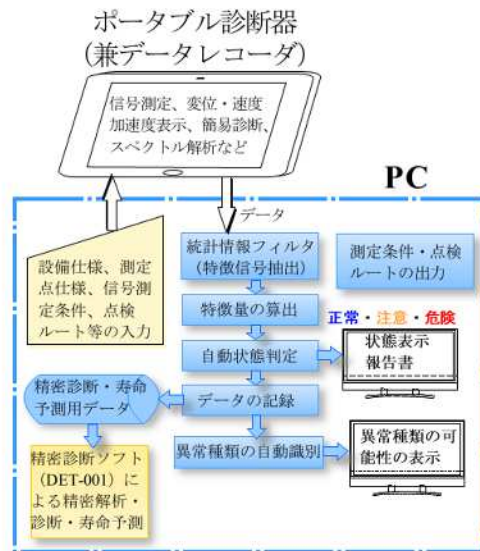 ポータブル診断器
(兼データレコーダ)
信号測定、変位・速度
加速度表示、簡易診断、
スペクトル解析など
PC
データ
設備仕様、測定
点仕様、信号測
定条件、点検
ルート等の入力
統計情報フィルタ
(特徴信号抽出)
測定条件・点検
ルートの出力
特徴量の算出
正常・注意・危険
自動状態判定
状態表示
報告書
精密診断・寿命
予測用データ
データの記録
異常種類の自動識別
異常種類の可
能性の表示
精密診断ソフト
(DET-001)に
よる精密解析・
診断・寿命予測